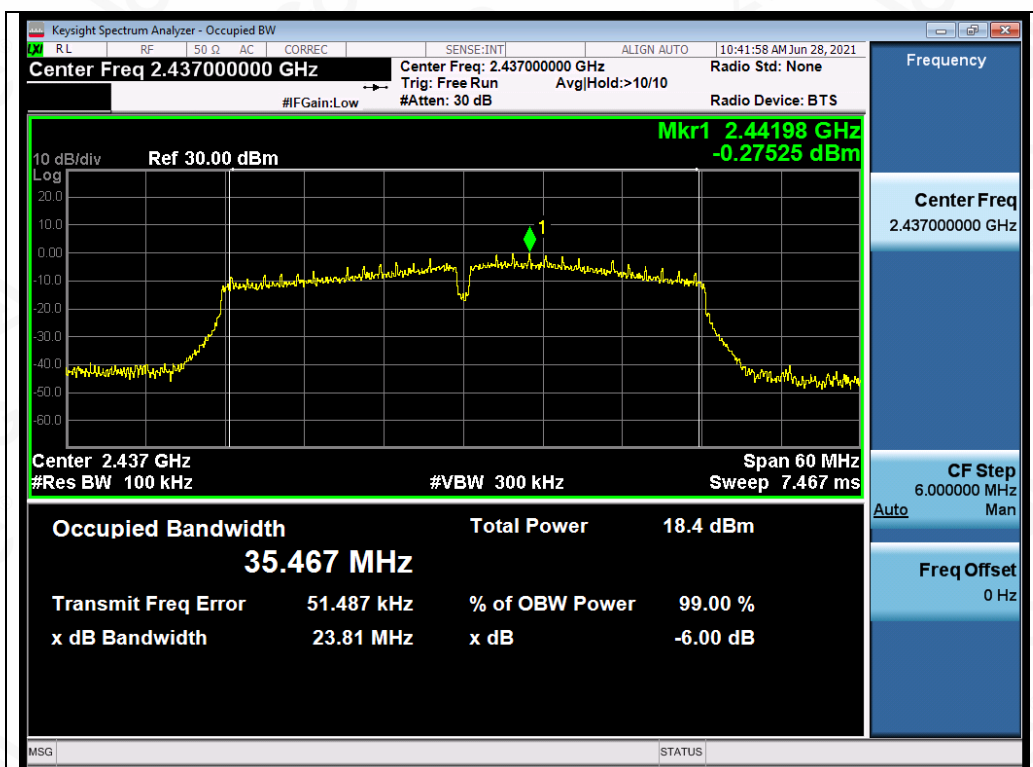 Keysight Spectrum Analyzer - Occupied BW
LXI RL RF 50 Ω AC CORREC SENSE:INT ALIGN AUTO 10:41:58 AM Jun 28, 2021
Center Freq 2.437000000 GHz
Center Freq: 2.437000000 GHz Radio Std: None
Trig: Free Run Avg|Hold:>10/10
#IFGain:Low #Atten: 30 dB Radio Device: BTS
Frequency
Mkr1 2.44198 GHz
-0.27525 dBm
10 dB/div Ref 30.00 dBm
Log
20.0
10.0
0.00
-10.0
-20.0
-30.0
-40.0
-50.0
-60.0
1
Center 2.437 GHz Span 60 MHz
#Res BW 100 kHz #VBW 300 kHz Sweep 7.467 ms
Occupied Bandwidth Total Power 18.4 dBm
35.467 MHz
Transmit Freq Error 51.487 kHz % of OBW Power 99.00 %
x dB Bandwidth 23.81 MHz x dB -6.00 dB
Center Freq
2.437000000 GHz
CF Step
6.000000 MHz
Auto Man
Freq Offset
0 Hz
MSG STATUS